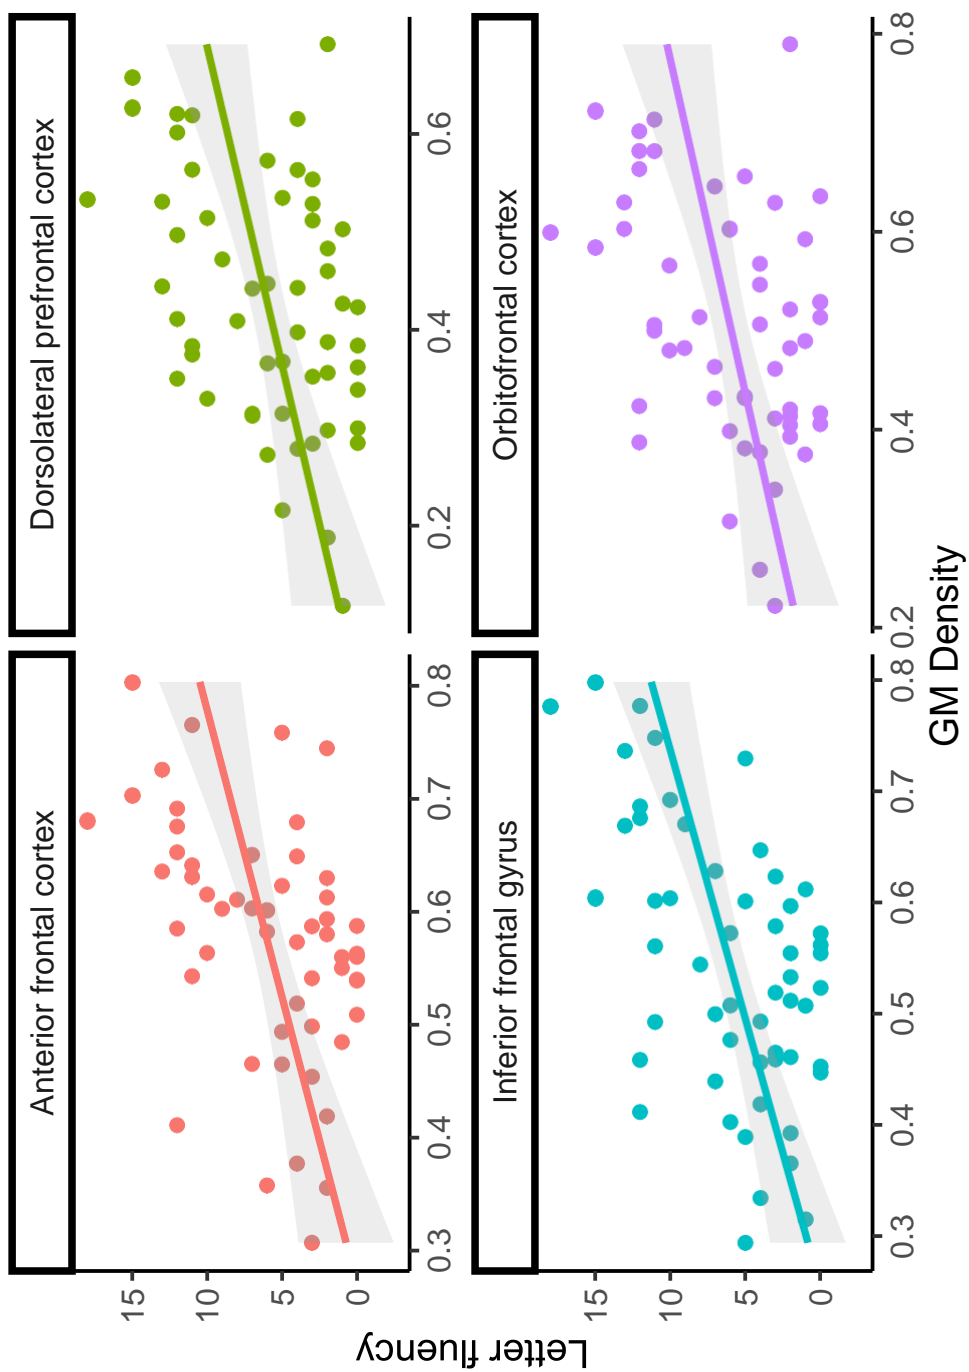 Anterior frontal cortex
Dorsolateral prefrontal cortex
15
10
5
0
0.3 0.4 0.5 0.6 0.7 0.8
0.2 0.4 0.6
Inferior frontal gyrus
Orbitofrontal cortex
15
10
5
0
0.3 0.4 0.5 0.6 0.7 0.8
0.2 0.4 0.6 0.8
Letter fluency
GM Density